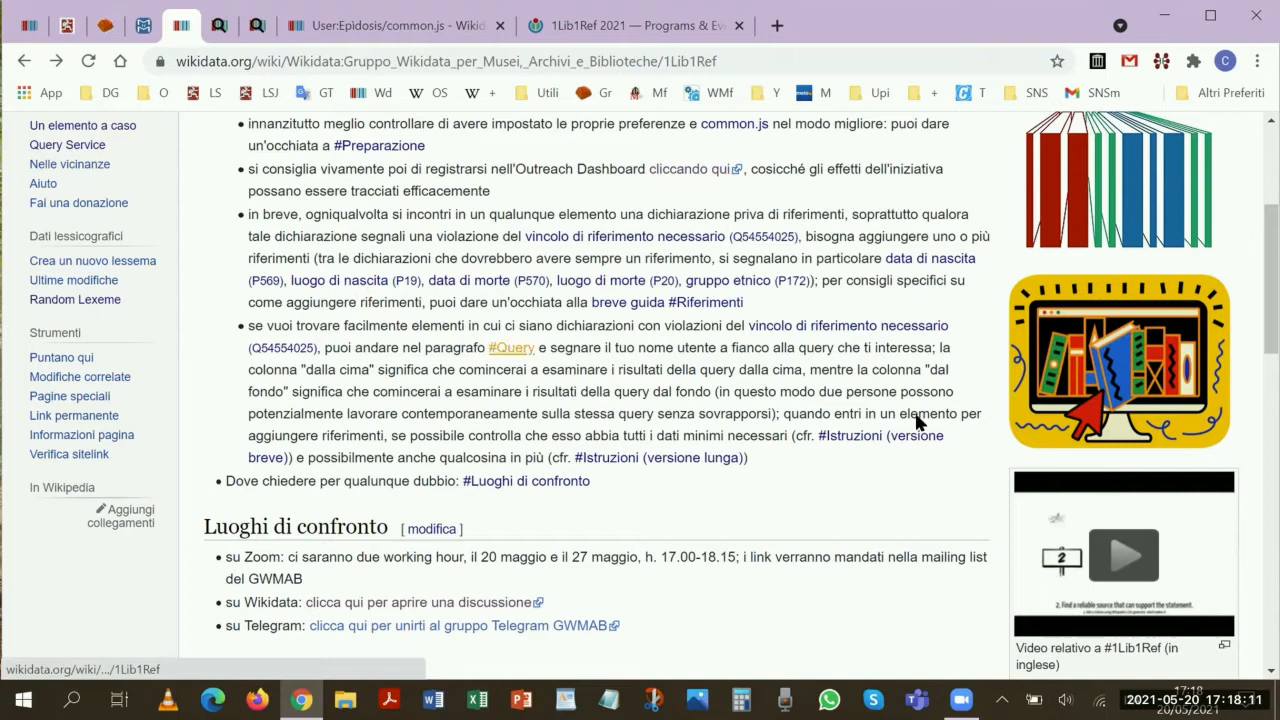 User:Epìdosis/common.js - Wikid
1Lib1Ref 2021 — Programs & Ev
wikidata.org/wiki/Wikidata:Gruppo_Wikidata_per_Musei,_Archivi_e_Biblioteche/1Lib1Ref
C
App DG O LS LSJ GT Wd OS + Utili Gr Mf WMf Y M Upi + T SNS SNSm Altri Preferiti
Un elemento a caso
Query Service
Nelle vicinanze
Aiuto
Fai una donazione
Dati lessicografici
Crea un nuovo lessema
Ultime modifiche
Random Lexeme
Strumenti
Puntano qui
Modifiche correlate
Pagine speciali
Link permanente
Informazioni pagina
Verifica sitelink
In Wikipedia
Aggiungi
collegamenti
innanzitutto meglio controllare di avere impostato le proprie preferenze e common.js nel modo migliore: puoi dare
un'occhiata a #Preparazione
si consiglia vivamente poi di registrarsi nell'Outreach Dashboard cliccando qui, cosicché gli effetti dell'iniziativa
possano essere tracciati efficacemente
in breve, ogniqualvolta si incontri in un qualunque elemento una dichiarazione priva di riferimenti, soprattutto qualora
tale dichiarazione segnali una violazione del vincolo di riferimento necessario (Q54554025), bisogna aggiungere uno o più
riferimenti (tra le dichiarazioni che dovrebbero avere sempre un riferimento, si segnalano in particolare data di nascita
(P569), luogo di nascita (P19), data di morte (P570), luogo di morte (P20), gruppo etnico (P172)); per consigli specifici su
come aggiungere riferimenti, puoi dare un'occhiata alla breve guida #Riferimenti
se vuoi trovare facilmente elementi in cui ci siano dichiarazioni con violazioni del vincolo di riferimento necessario
(Q54554025), puoi andare nel paragrafo #Query e segnare il tuo nome utente a fianco alla query che ti interessa; la
colonna "dalla cima" significa che comincerai a esaminare i risultati della query dalla cima, mentre la colonna "dal
fondo" significa che comincerai a esaminare i risultati della query dal fondo (in questo modo due persone possono
potenzialmente lavorare contemporaneamente sulla stessa query senza sovrapporsi); quando entri in un elemento per
aggiungere riferimenti, se possibile controlla che esso abbia tutti i dati minimi necessari (cfr. #Istruzioni (versione
breve)) e possibilmente anche qualcosina in più (cfr. #Istruzioni (versione lunga))
Dove chiedere per qualunque dubbio: #Luoghi di confronto
Luoghi di confronto [ modifica ]
su Zoom: ci saranno due working hour, il 20 maggio e il 27 maggio, h. 17.00-18.15; i link verranno mandati nella mailing list
del GWMAB
su Wikidata: clicca qui per aprire una discussione
su Telegram: clicca qui per unirti al gruppo Telegram GWMAB
2
2. Find a reliable source that can support the statement.
Video relativo a #1Lib1Ref (in
inglese)
wikidata.org/wiki/.../1Lib1Ref
17:18
20/05/2021
2021-05-20 17:18:11